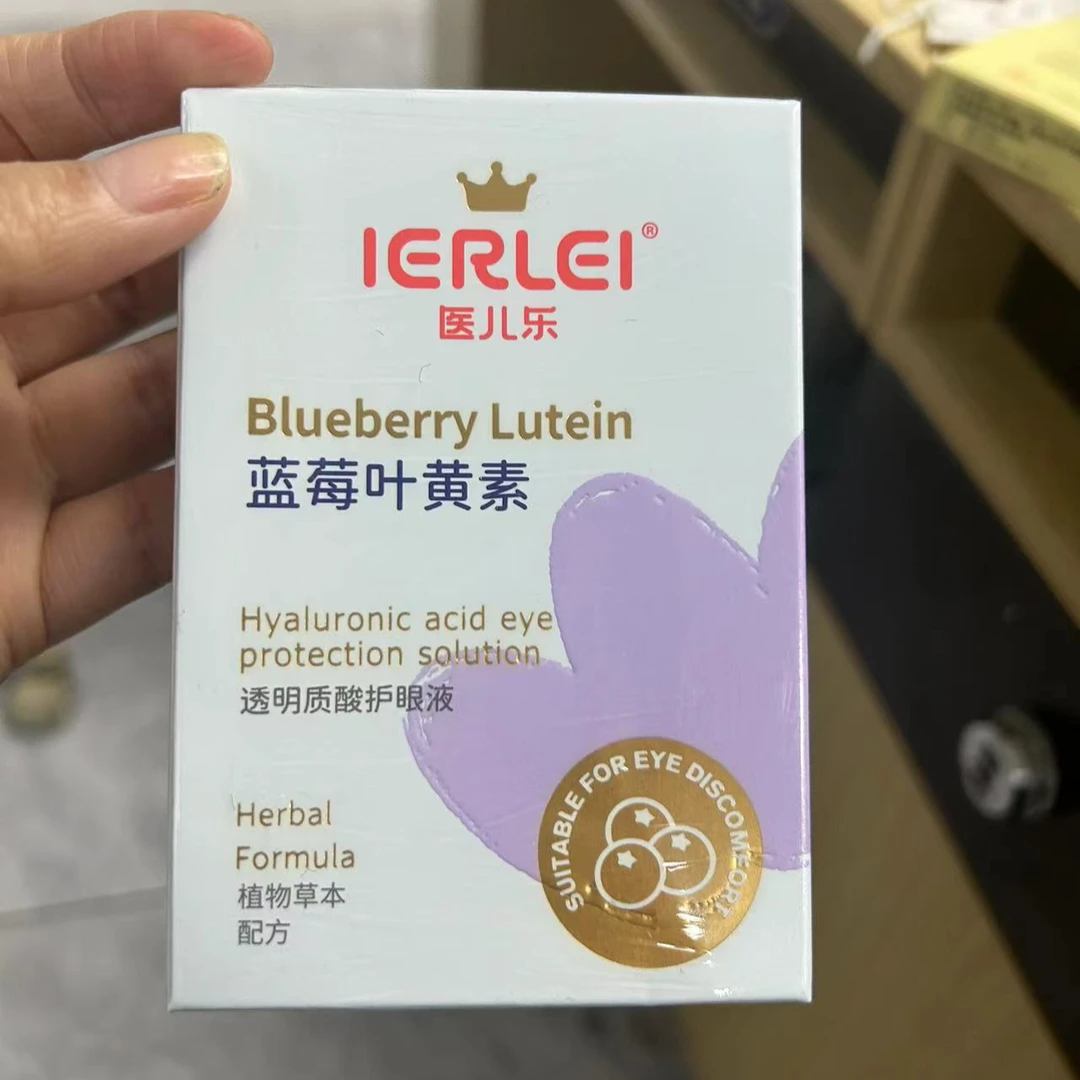 IERLEI®
医儿乐
Blueberry Lutein
蓝莓叶黄素
Hyaluronic acid eye
protection solution
透明质酸护眼液
SUITABLE FOR EYE DISCOMFORT
Herbal
Formula
植物草本
配方